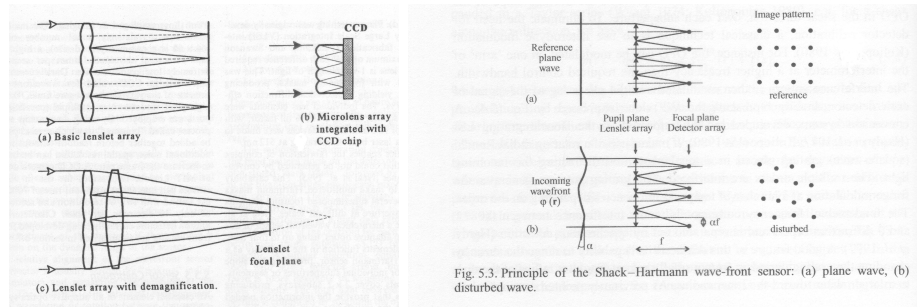 CCD
(a) Basic lenslet array
(b) Microlens array
integrated with
CCD chip
Lenslet
focal plane
(c) Lenslet array with demagnification.
Image pattern:
Reference
plane
wave
(a)
reference
Pupil plane
Lenslet array
Focal plane
Detector array
Incoming
wavefront
φ (r)
αf
(b)
α
f
disturbed
Fig. 5.3. Principle of the Shack–Hartmann wave-front sensor: (a) plane wave, (b)
disturbed wave.